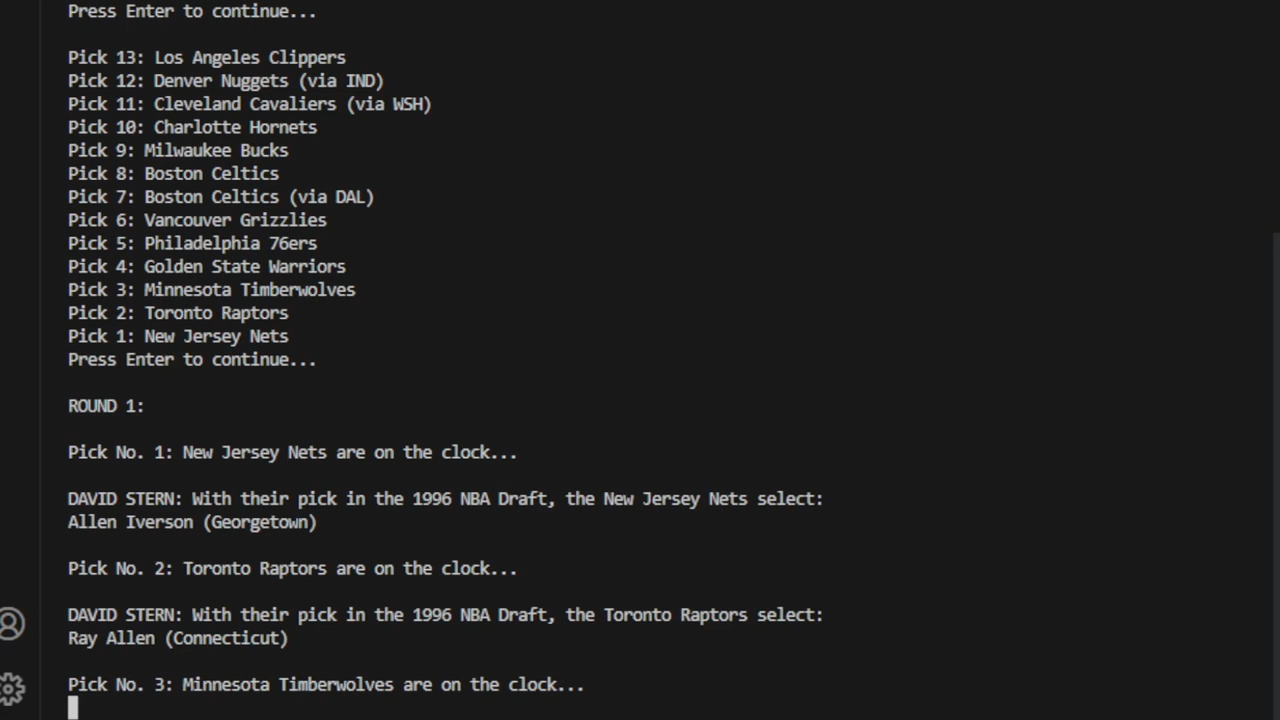 Press Enter to continue...
Pick 13: Los Angeles Clippers
Pick 12: Denver Nuggets (via IND)
Pick 11: Cleveland Cavaliers (via WSH)
Pick 10: Charlotte Hornets
Pick 9: Milwaukee Bucks
Pick 8: Boston Celtics
Pick 7: Boston Celtics (via DAL)
Pick 6: Vancouver Grizzlies
Pick 5: Philadelphia 76ers
Pick 4: Golden State Warriors
Pick 3: Minnesota Timberwolves
Pick 2: Toronto Raptors
Pick 1: New Jersey Nets
Press Enter to continue...
ROUND 1:
Pick No. 1: New Jersey Nets are on the clock...
DAVID STERN: With their pick in the 1996 NBA Draft, the New Jersey Nets select:
Allen Iverson (Georgetown)
Pick No. 2: Toronto Raptors are on the clock...
DAVID STERN: With their pick in the 1996 NBA Draft, the Toronto Raptors select:
Ray Allen (Connecticut)
Pick No. 3: Minnesota Timberwolves are on the clock...